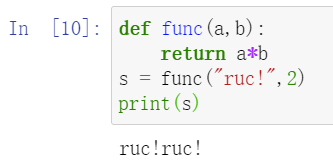 In [10]: def func(a,b):
    return a*b
s = func("ruc!",2)
print(s)
ruc!ruc!